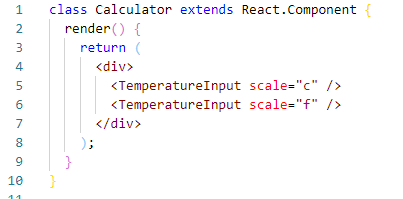 1 class Calculator extends React.Component {
2   render() {
3     return (
4       <div>
5         <TemperatureInput scale="c" />
6         <TemperatureInput scale="f" />
7       </div>
8     );
9   }
10 }